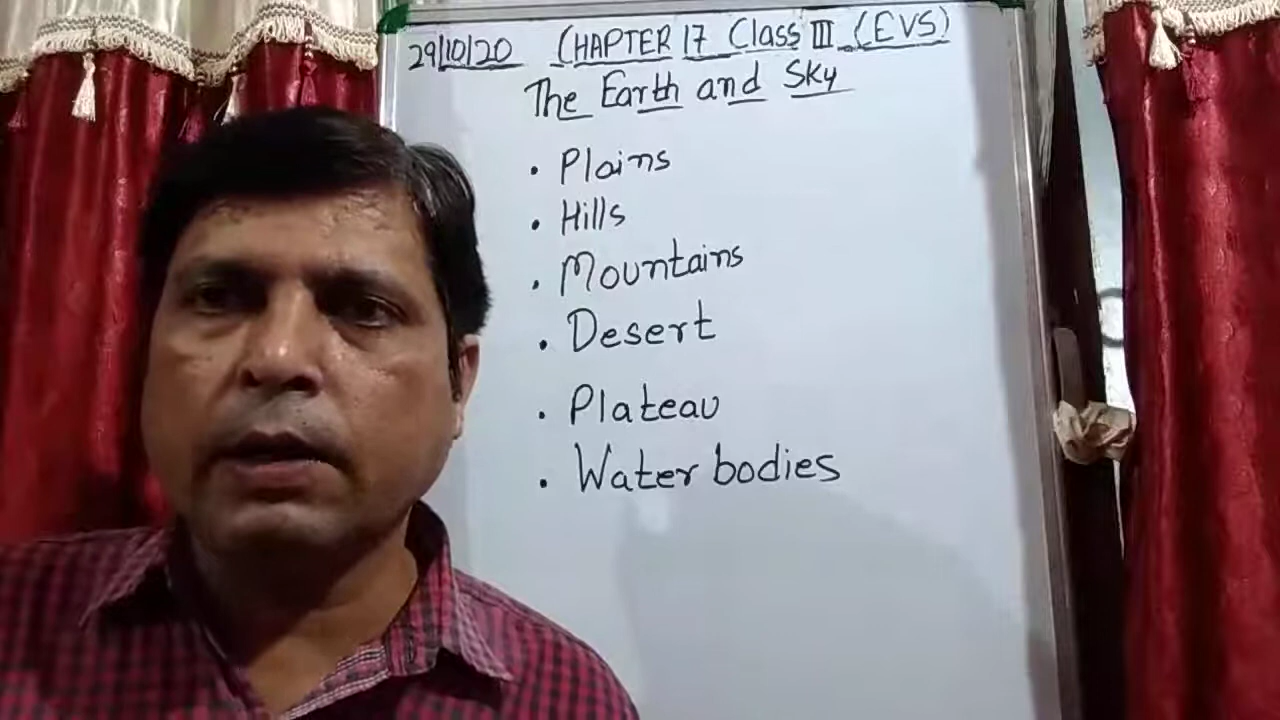 29/10/20 CHAPTER 17 Class III (EVS)
The Earth and Sky
• Plains
• Hills
• Mountains
• Desert
• Plateau
• Water bodies